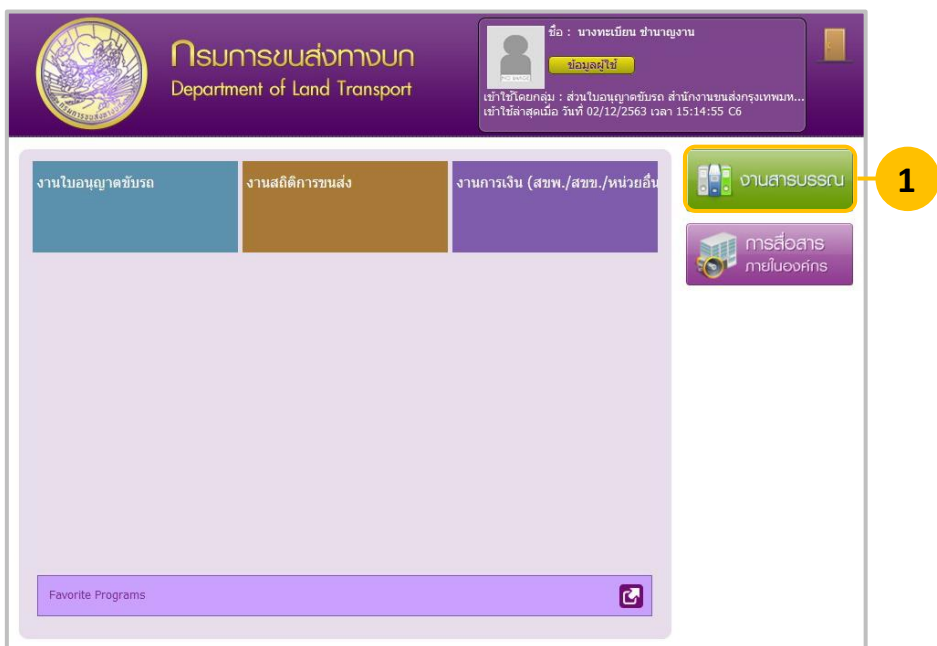 กรมการขนส่งทางบก
Department of Land Transport
ชื่อ : นางทะเบียน ชำนาญงาน
ข้อมูลผู้ใช้
NO IMAGE
เข้าใช้โดยกลุ่ม : ส่วนใบอนุญาตขับรถ สำนักงานขนส่งกรุงเทพมห...
เข้าใช้ล่าสุดเมื่อ วันที่ 02/12/2563 เวลา 15:14:55 C6
งานใบอนุญาตขับรถ
งานสถิติการขนส่ง
งานการเงิน (สขพ./สขข./หน่วยอื่น
งานสารบรรณ
1
การสื่อสาร
ภายในองค์กร
Favorite Programs